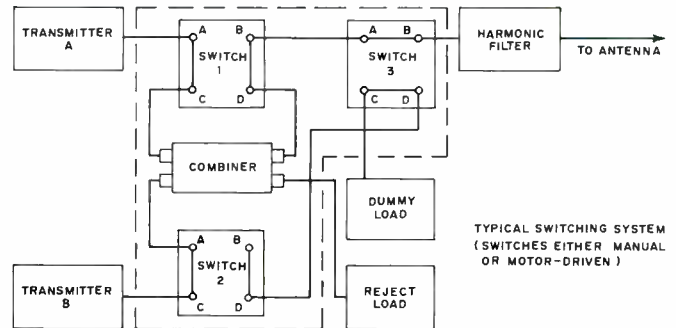 TRANSMITTER
A
A
B
SWITCH
1
C
D
A
B
SWITCH
3
C
D
HARMONIC
FILTER
TO ANTENNA
COMBINER
DUMMY
LOAD
TYPICAL SWITCHING SYSTEM
(SWITCHES EITHER MANUAL
OR MOTOR-DRIVEN)
A
B
SWITCH
2
C
D
TRANSMITTER
B
REJECT
LOAD